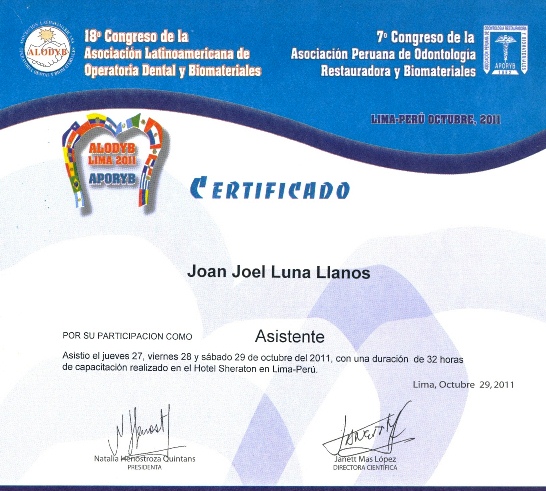 ALODYB
18º Congreso de la
Asociación Latinoamericana de
Operatoria Dental y Biomateriales
7º Congreso de la
Asociación Peruana de Odontología
Restauradora y Biomateriales
APORYB
LIMA-PERÚ OCTUBRE, 2011
ALODYB
LIMA 2011
APORYB
CERTIFICADO
Joan Joel Luna Llanos
POR SU PARTICIPACION COMO Asistente
Asistio el jueves 27, viernes 28 y sábado 29 de octubre del 2011, con una duración de 32 horas
de capacitación realizado en el Hotel Sheraton en Lima-Perú.
Lima, Octubre 29, 2011
Natalia Henostroza Quintans
PRESIDENTA
Janett Mas López
DIRECTORA CIENTÍFICA